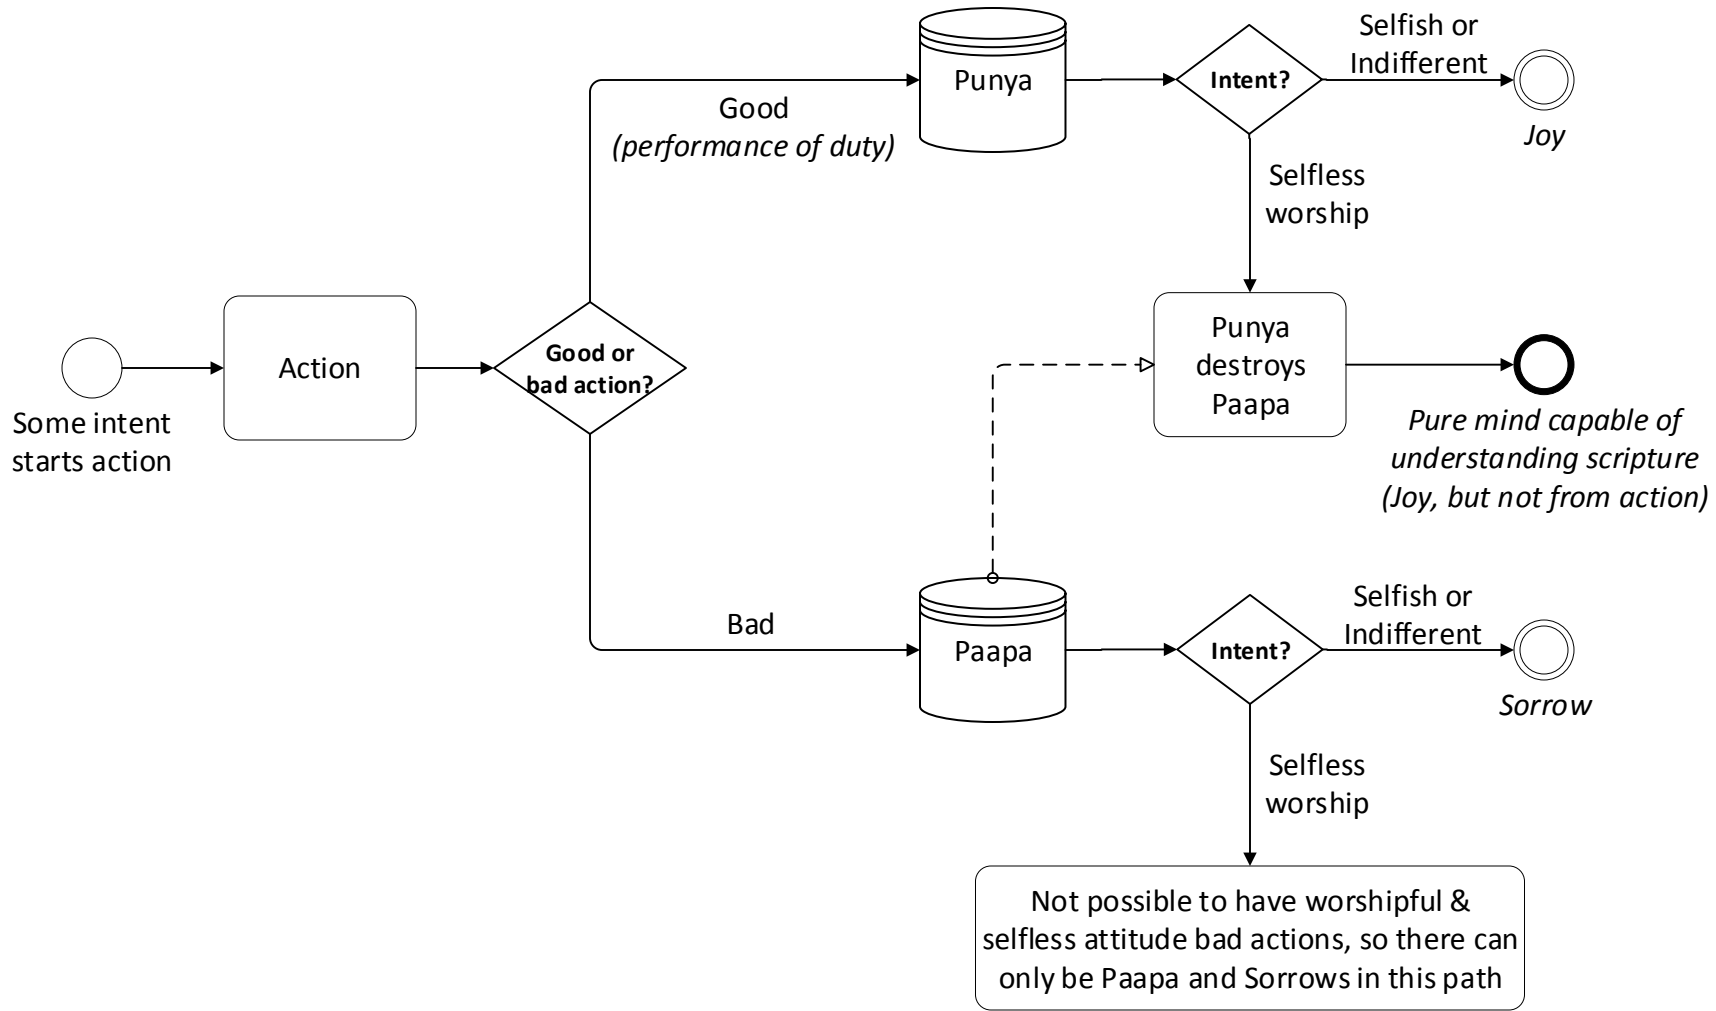 Selfish or
Indifferent
Punya
Intent?
Joy
Good
(performance of duty)
Selfless
worship
Some intent
starts action
Action
Good or
bad action?
Punya
destroys
Paapa
Pure mind capable of
understanding scripture
(Joy, but not from action)
Bad
Paapa
Intent?
Selfish or
Indifferent
Sorrow
Selfless
worship
Not possible to have worshipful &
selfless attitude bad actions, so there can
only be Paapa and Sorrows in this path